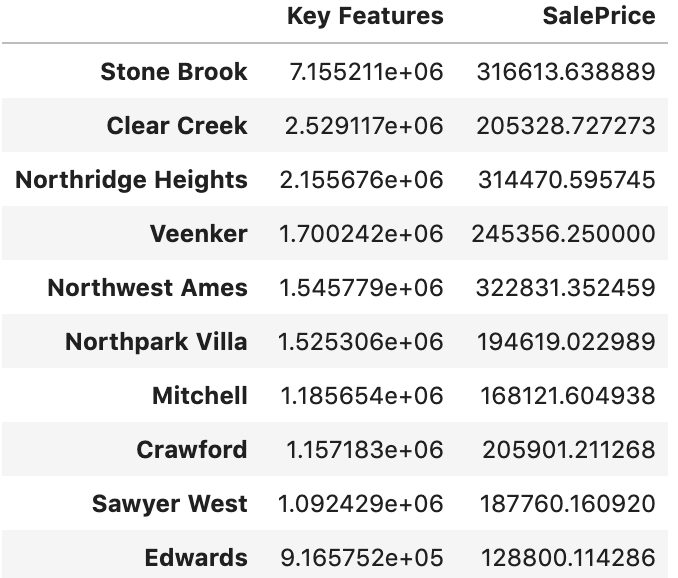 Key Features SalePrice
Stone Brook 7.155211e+06 316613.638889
Clear Creek 2.529117e+06 205328.727273
Northridge Heights 2.155676e+06 314470.595745
Veenker 1.700242e+06 245356.250000
Northwest Ames 1.545779e+06 322831.352459
Northpark Villa 1.525306e+06 194619.022989
Mitchell 1.185654e+06 168121.604938
Crawford 1.157183e+06 205901.211268
Sawyer West 1.092429e+06 187760.160920
Edwards 9.165752e+05 128800.114286